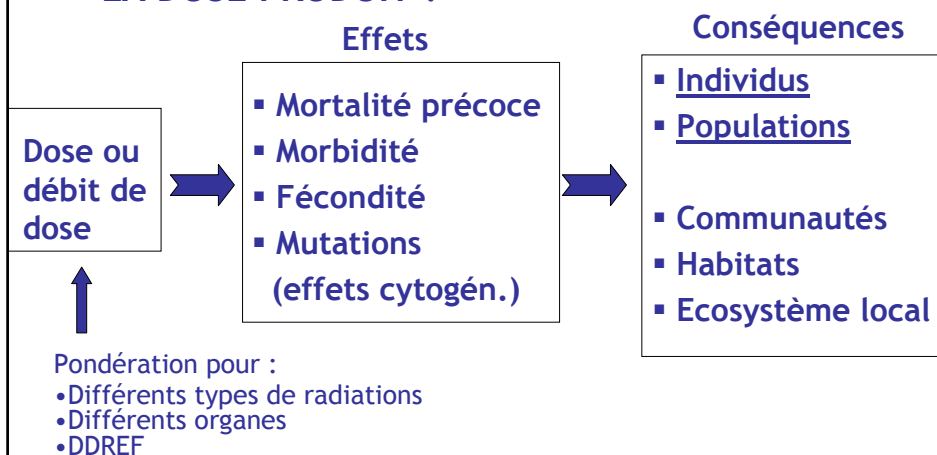 Effets
Conséquences
Dose ou
débit de
dose
▪ Mortalité précoce
▪ Morbidité
▪ Fécondité
▪ Mutations
(effets cytogén.)
▪ Individus
▪ Populations
▪ Communautés
▪ Habitats
▪ Ecosystème local
Pondération pour :
•Différents types de radiations
•Différents organes
•DDREF